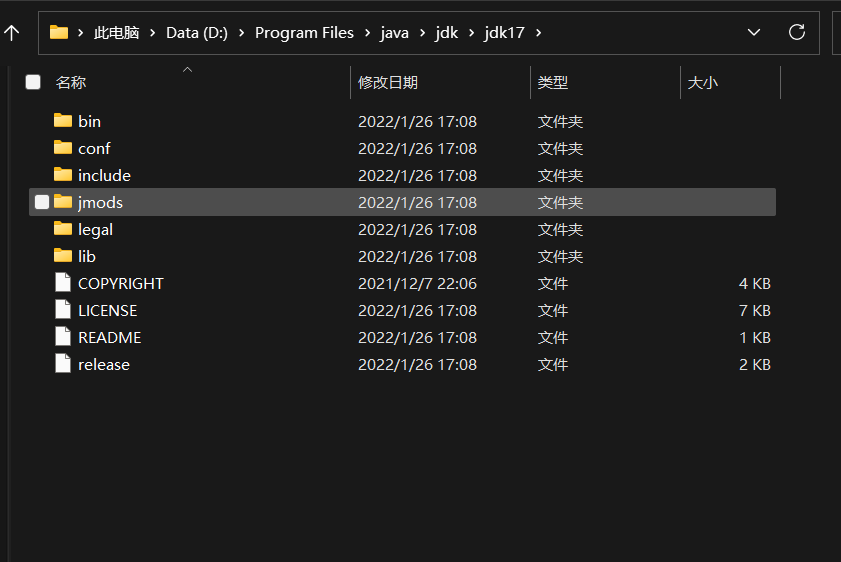 此电脑 > Data (D:) > Program Files > java > jdk > jdk17 >
名称 修改日期 类型 大小
bin 2022/1/26 17:08 文件夹
conf 2022/1/26 17:08 文件夹
include 2022/1/26 17:08 文件夹
jmods 2022/1/26 17:08 文件夹
legal 2022/1/26 17:08 文件夹
lib 2022/1/26 17:08 文件夹
COPYRIGHT 2021/12/7 22:06 文件 4 KB
LICENSE 2022/1/26 17:08 文件 7 KB
README 2022/1/26 17:08 文件 1 KB
release 2022/1/26 17:08 文件 2 KB